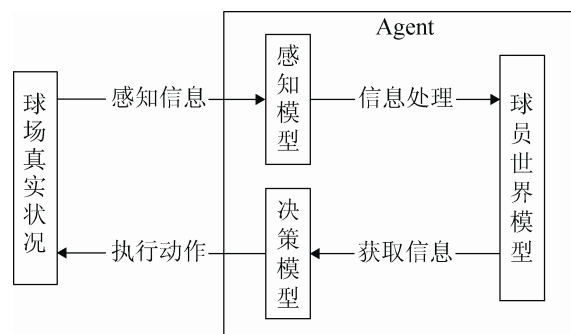 Agent
球场真实状况
感知信息
感知模型
信息处理
球员世界模型
执行动作
决策模型
获取信息